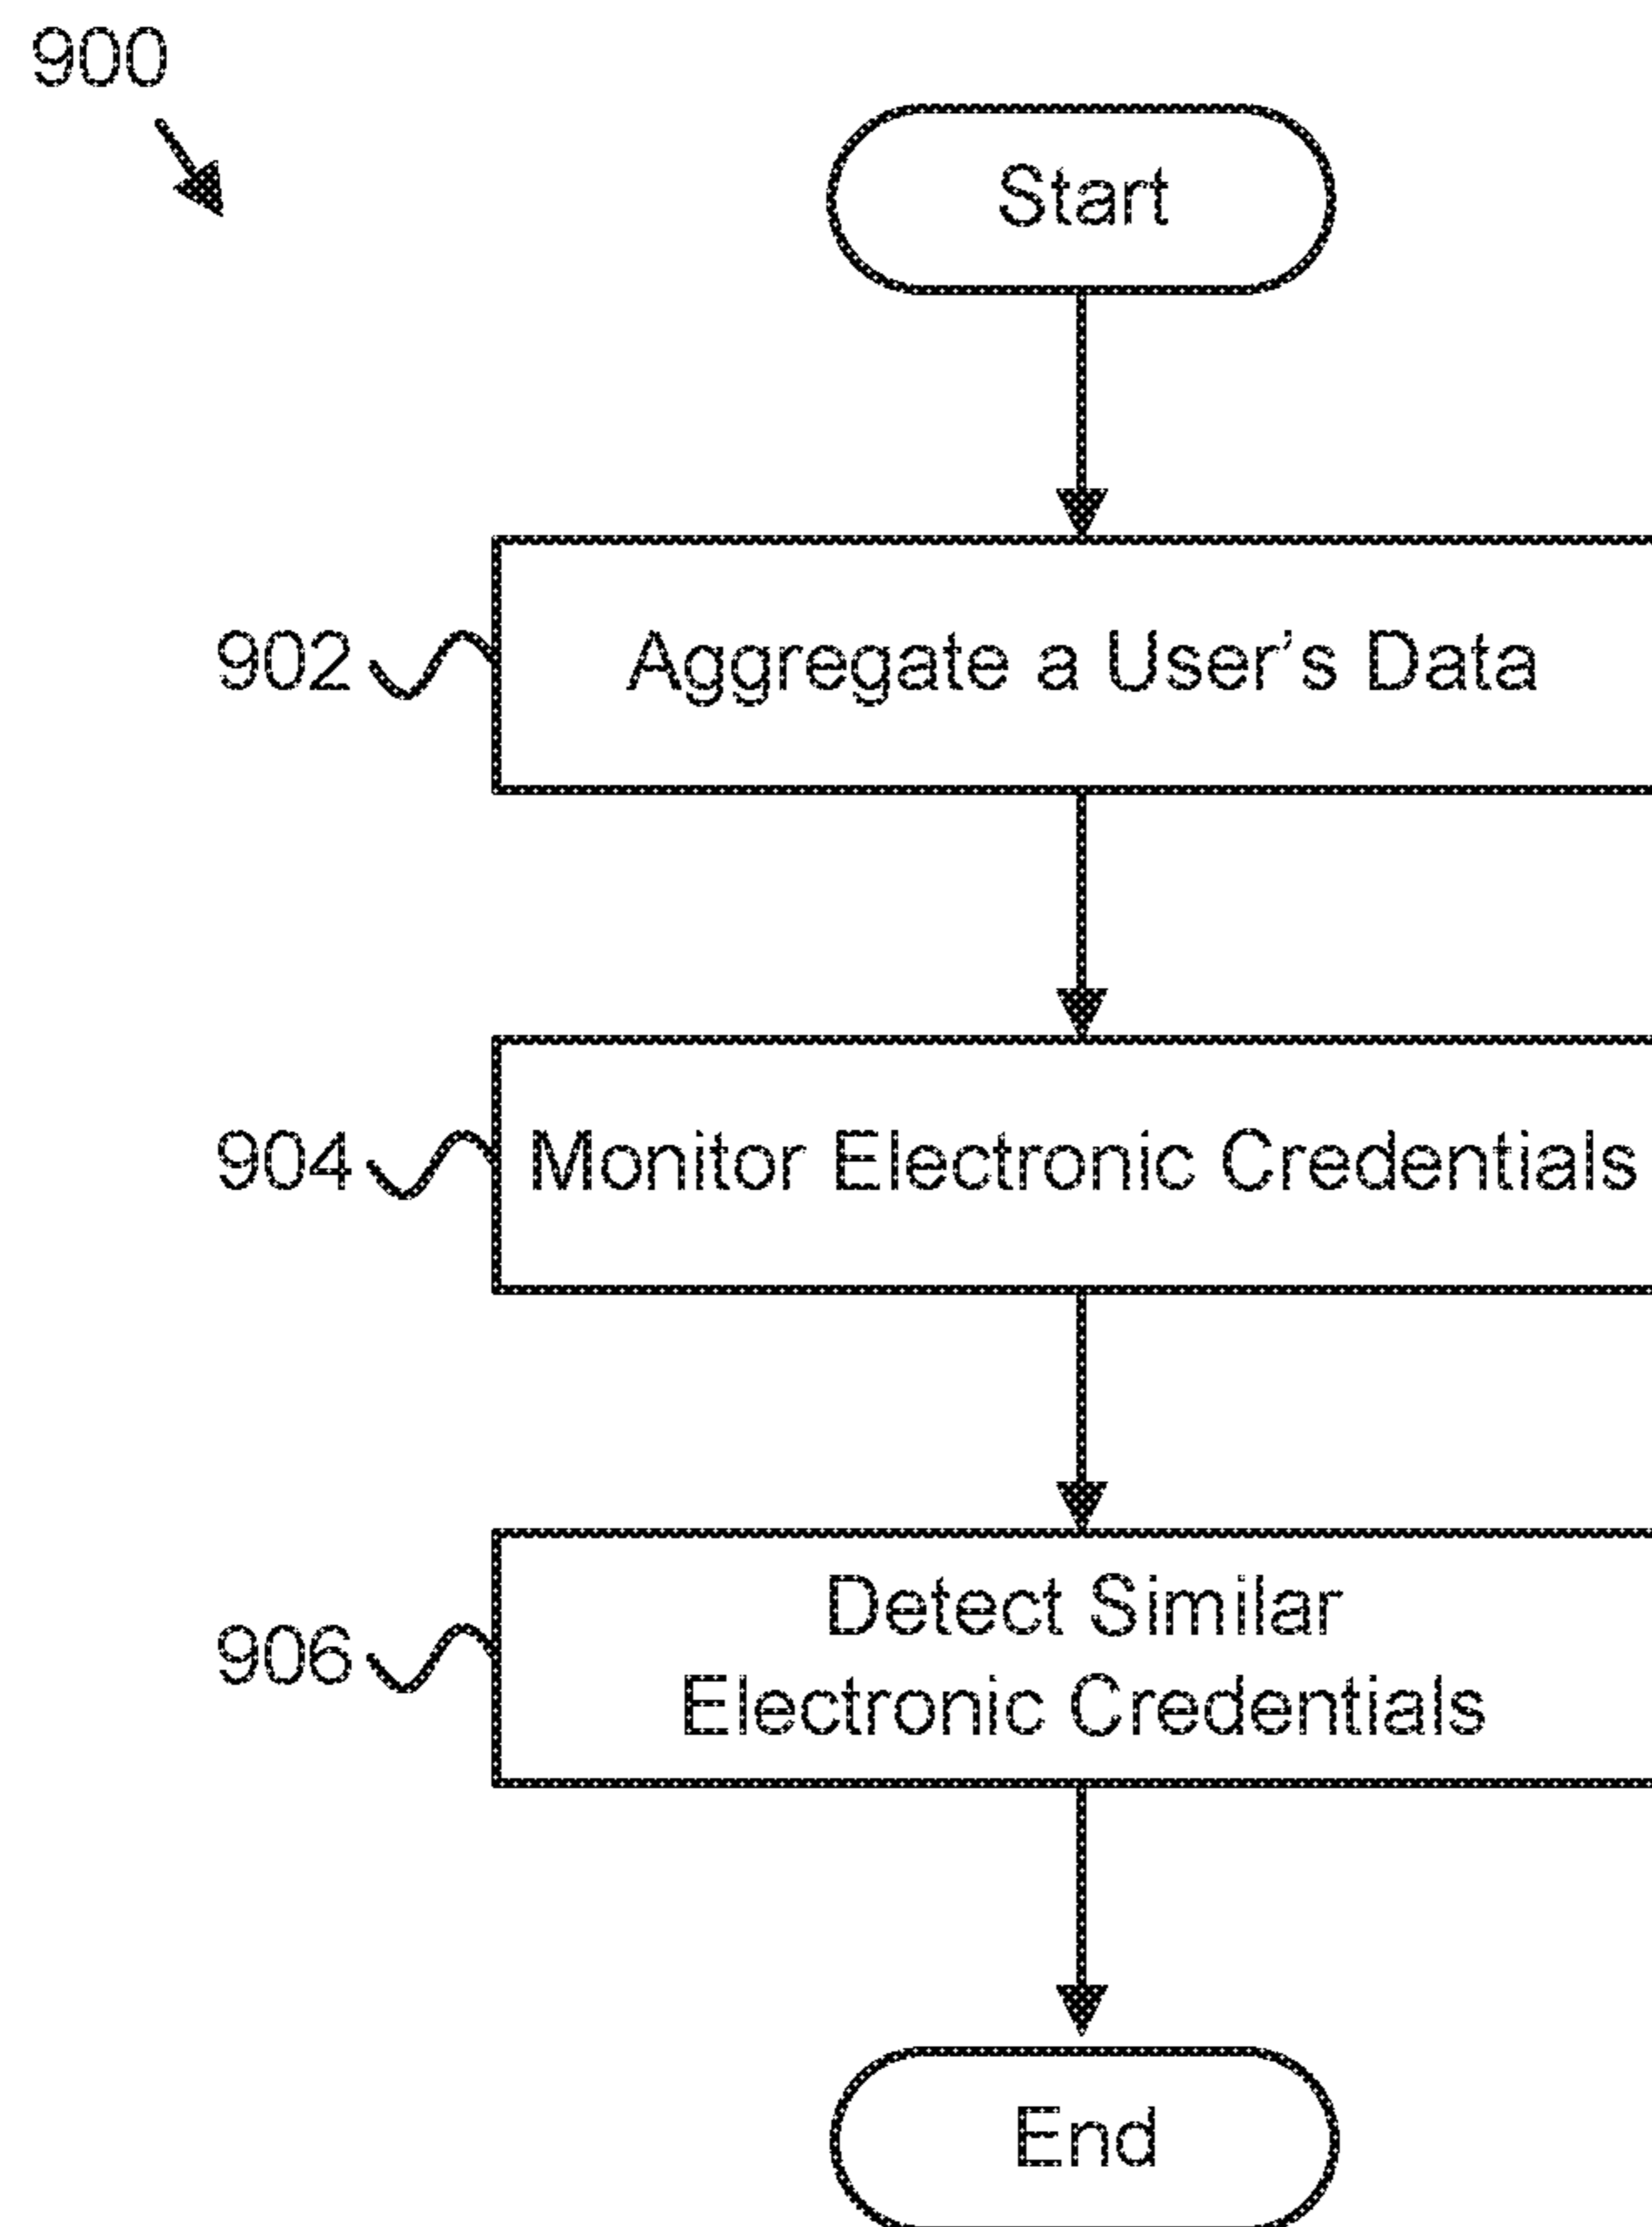 900
Start
902
Aggregate a User's Data
904
Monitor Electronic Credentials
906
Detect Similar
Electronic Credentials
End